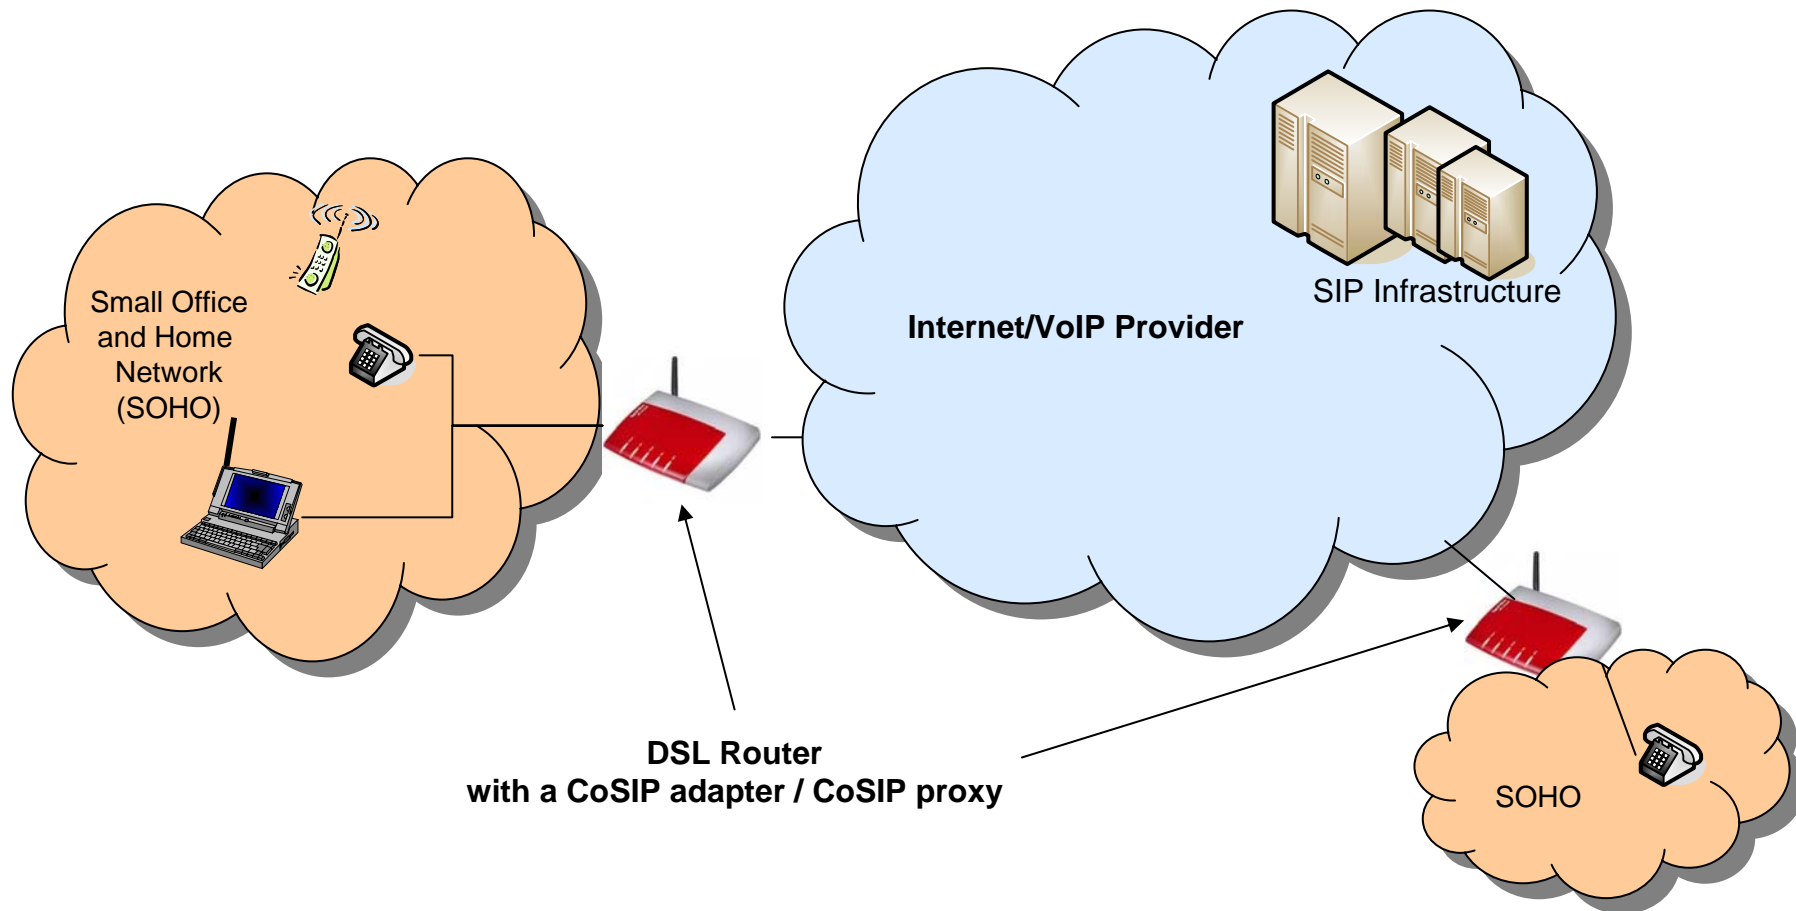 Small Office
and Home
Network
(SOHO)
Internet/VoIP Provider
SIP Infrastructure
DSL Router
with a CoSIP adapter / CoSIP proxy
SOHO